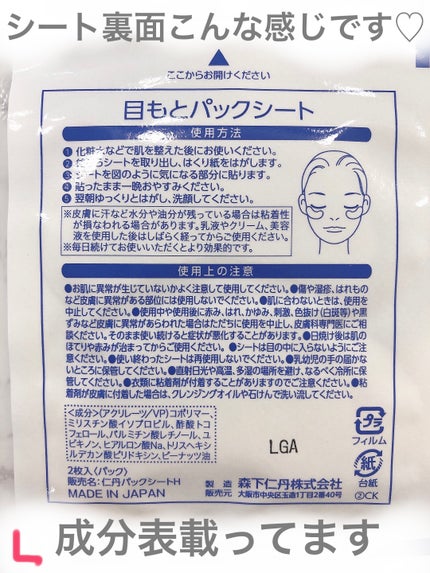 シート裏面こんな感じです♡
ここからお開けください
目もとパックシート
使用方法
❶ 化粧水などで肌を整えた後にお使いください。
❷ らシートを取り出し、はくり紙をはがします。
❸ シートを図のように気になる部分に貼ります。
❹ 貼ったまま一晩おやすみください。
❺ 翌朝ゆっくりとはがし、洗顔してください。
※皮膚に汗など水分や油分が残っている場合は粘着性
が損なわれる場合があります。乳液やクリーム、美容
液を使用した後はしばらく経ってからご使用ください。
※毎日続けてお使いいただくとより効果的です。
使用上の注意
●お肌に異常が生じていないかよく注意して使用してください。●傷や湿疹、はれもの
など皮膚に異常がある部位には使用しないでください。●肌に合わないときは、使用を
中止してください。●使用中や使用後に赤み、はれ、かゆみ、刺激、色抜け(白斑等)や黒
ずみなど皮膚に異常があらわれた場合はただちに使用を中止し、皮膚科専門医にご相
談ください。そのまま使い続けると症状が悪化することがあります。●日焼け後は肌の
ほてりや赤みが治まってからご使用ください。●シートは目の中に入らないようにご注
意ください。●使い終わったシートは再使用しないでください。●乳幼児の手の届かな
いところに保管してください。●直射日光や高温、多湿の場所を避け、なるべく冷所に保
管してください。●衣類に粘着剤が付着することがありますのでご注意ください。●粘
着剤が皮膚に付着した場合は、クレンジングオイルや石けんで洗い流してください。
<成分>(アクリレーツ/VP)コポリマー、
ミリスチン酸イソプロピル、酢酸トコ
フェロール、パルミチン酸レチノール、ユ
ビキノン、ヒアルロン酸Na、トリスヘキシ
ルデカン酸ピリドキシン、ピーナッツ油
LGA
プラ
フィルム
紙
台紙
②CK
2枚入(パック)
販売名:仁丹パックシートH
MADE IN JAPAN
製造
販売元 森下仁丹株式会社
大阪市中央区玉造1丁目2番40号
成分表載ってます